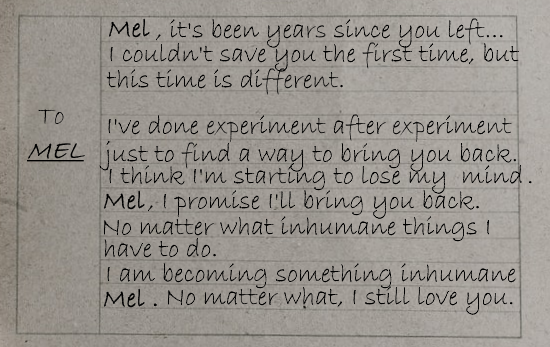 Mel, it's been years since you left...
I couldn't save you the first time, but
this time is different.
To
MEL
I've done experiment after experiment
just to find a way to bring you back.
I think I'm starting to lose my mind.
Mel, I promise I'll bring you back.
No matter what inhumane things I
have to do.
I am becoming something inhumane
Mel. No matter what, I still love you.